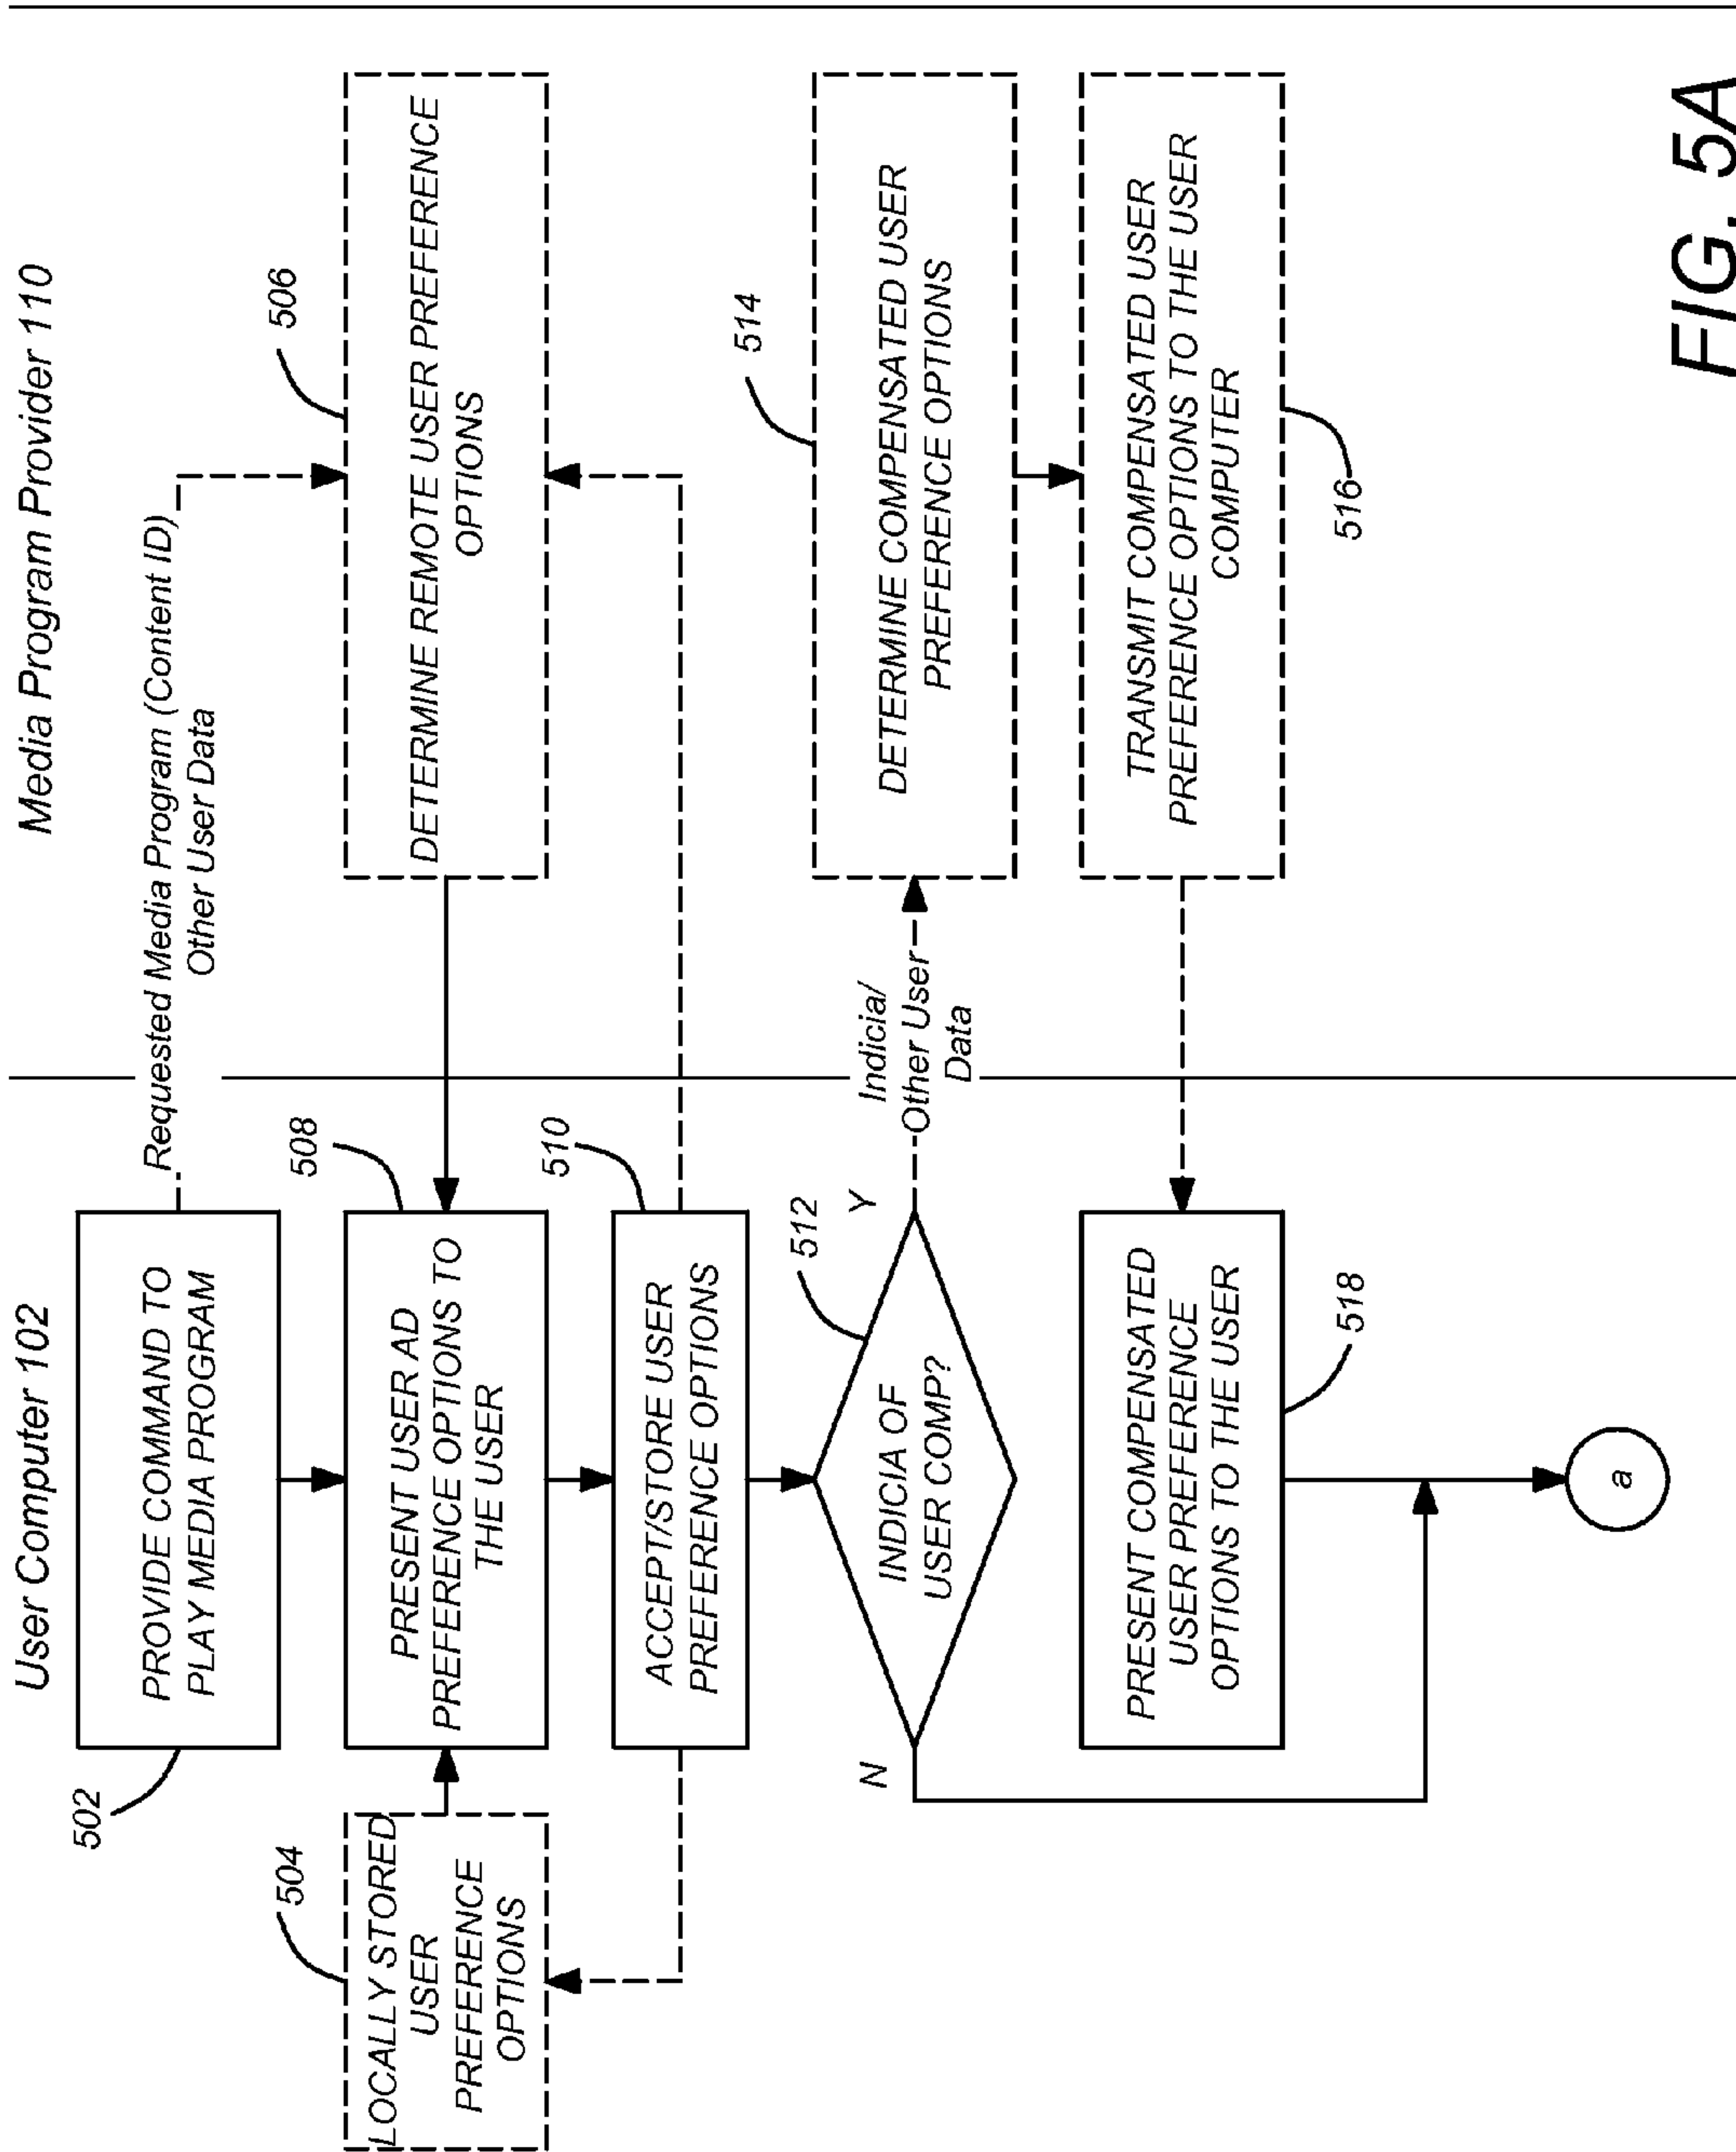 User Computer 102
Media Program Provider 110
502
PROVIDE COMMAND TO
PLAY MEDIA PROGRAM
Requested Media Program (Content ID)
Other User Data
504
LOCALLY STORED
USER
PREFERENCE
OPTIONS
508
PRESENT USER AD
PREFERENCE OPTIONS TO
THE USER
506
DETERMINE REMOTE USER PREFERENCE
OPTIONS
510
ACCEPT/STORE USER
PREFERENCE OPTIONS
512
N
INDICIA OF
USER COMP?
Y
Indicia/
Other User
Data
514
DETERMINE COMPENSATED USER
PREFERENCE OPTIONS
TRANSMIT COMPENSATED USER
PREFERENCE OPTIONS TO THE USER
COMPUTER
516
PRESENT COMPENSATED
USER PREFERENCE
OPTIONS TO THE USER
518
a
FIG. 5A